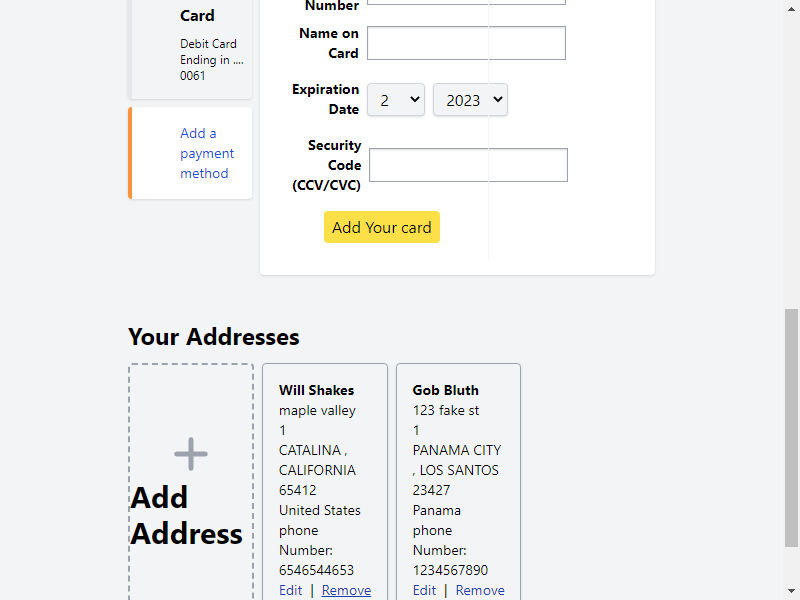 Card
Debit Card
Ending in ....
0061
Add a
payment
method
Number
Name on
Card
Expiration
Date
2
2023
Security
Code
(CCV/CVC)
Add Your card
Your Addresses
Add
Address
Will Shakes
maple valley
1
CATALINA ,
CALIFORNIA
65412
United States
phone
Number:
6546544653
Edit | Remove
Gob Bluth
123 fake st
1
PANAMA CITY
, LOS SANTOS
23427
Panama
phone
Number:
1234567890
Edit | Remove